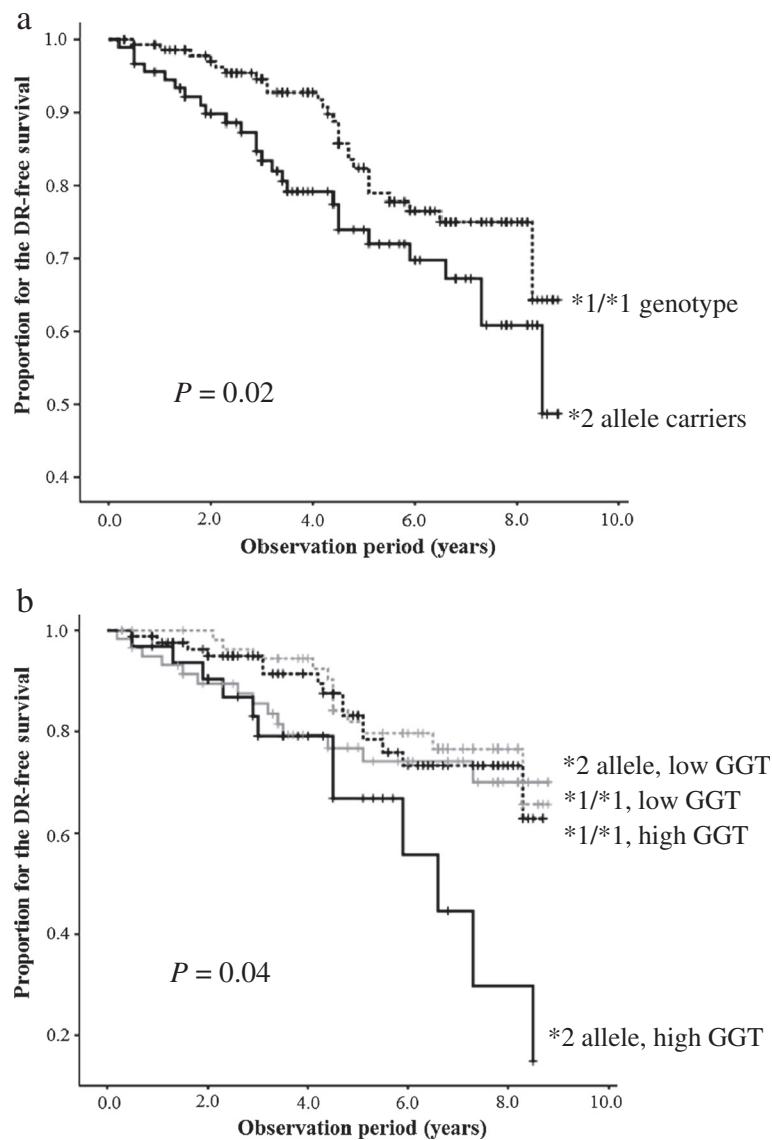 a
Proportion for the DR-free survival
1.0
0.9
0.8
0.7
0.6
0.5
0.4
*1/*1 genotype
*2 allele carriers
P = 0.02
0.0 2.0 4.0 6.0 8.0 10.0
Observation period (years)
b
Proportion for the DR-free survival
1.0
0.8
0.6
0.4
0.2
*2 allele, low GGT
*1/*1, low GGT
*1/*1, high GGT
P = 0.04
*2 allele, high GGT
0.0 2.0 4.0 6.0 8.0 10.0
Observation period (years)